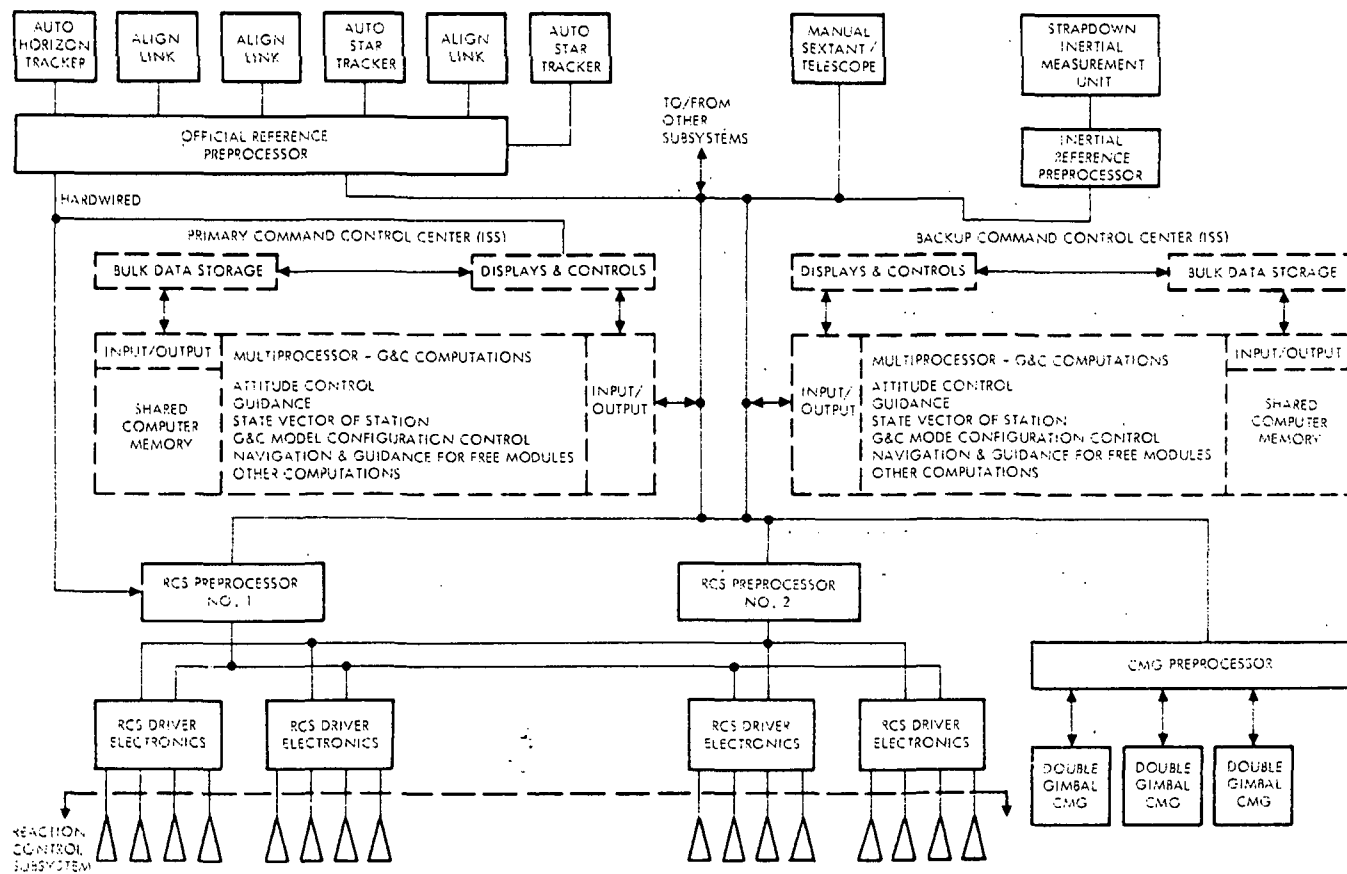 AUTO
HORIZON
TRACKER
ALIGN
LINK
ALIGN
LINK
AUTO
STAR
TRACKER
ALIGN
LINK
AUTO
STAR
TRACKER
MANUAL
SEXTANT/
TELESCOPE
STRAPDOWN
INERTIAL
MEASUREMENT
UNIT
TO/FROM
OTHER
SUBSYSTEMS
OFFICIAL REFERENCE
PREPROCESSOR
INERTIAL
REFERENCE
PREPROCESSOR
HARDWIRED
PRIMARY COMMAND CONTROL CENTER (ISS)
BULK DATA STORAGE
DISPLAYS & CONTROLS
INPUT/OUTPUT
SHARED
COMPUTER
MEMORY
MULTIPROCESSOR - G&C COMPUTATIONS
ATTITUDE CONTROL
GUIDANCE
STATE VECTOR OF STATION
G&C MODEL CONFIGURATION CONTROL
NAVIGATION & GUIDANCE FOR FREE MODULES
OTHER COMPUTATIONS
INPUT/
OUTPUT
BACKUP COMMAND CONTROL CENTER (ISS)
DISPLAYS & CONTROLS
BULK DATA STORAGE
INPUT/
OUTPUT
MULTIPROCESSOR - G&C COMPUTATIONS
ATTITUDE CONTROL
GUIDANCE
STATE VECTOR OF STATION
G&C MODE CONFIGURATION CONTROL
NAVIGATION & GUIDANCE FOR FREE MODULES
OTHER COMPUTATIONS
INPUT/OUTPUT
SHARED
COMPUTER
MEMORY
RCS PREPROCESSOR
NO. 1
RCS PREPROCESSOR
NO. 2
CMG PREPROCESSOR
RCS DRIVER
ELECTRONICS
RCS DRIVER
ELECTRONICS
RCS DRIVER
ELECTRONICS
RCS DRIVER
ELECTRONICS
DOUBLE
GIMBAL
CMG
DOUBLE
GIMBAL
CMG
DOUBLE
GIMBAL
CMG
REACTION
CONTROL
SUBSYSTEM